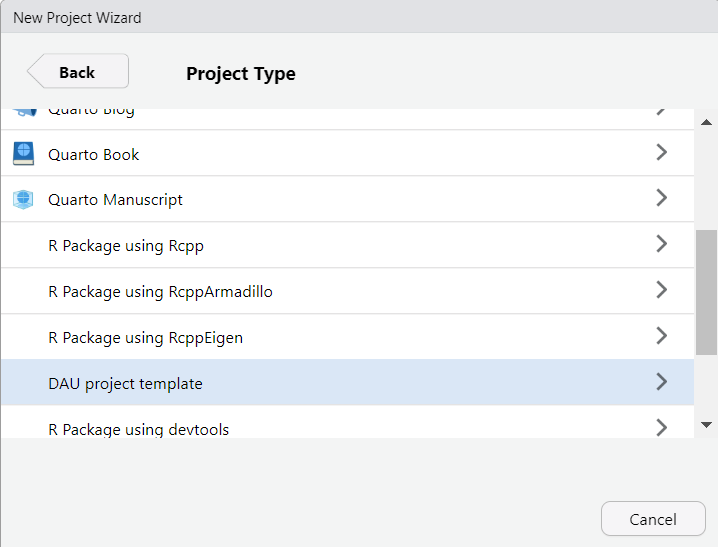 New Project Wizard
Back
Project Type
Quarto Blog
Quarto Book
Quarto Manuscript
R Package using Rcpp
R Package using RcppArmadillo
R Package using RcppEigen
DAU project template
R Package using devtools
Cancel